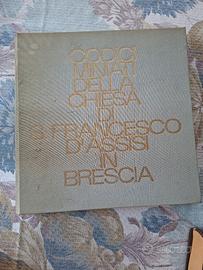 CODICI
MINIATI
DELLA
CHIESA
DI
S. FRANCESCO
D'ASSISI
IN
BRESCIA